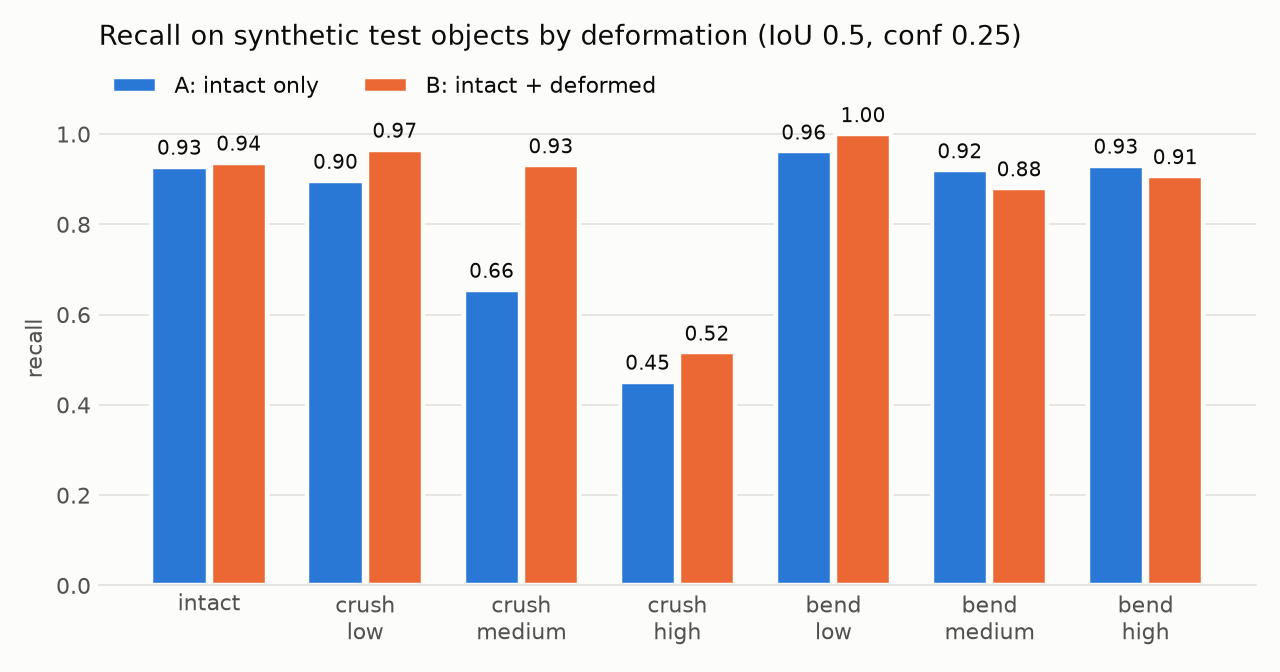 Recall on synthetic test objects by deformation (IoU 0.5, conf 0.25)
A: intact only
B: intact + deformed
recall
1.0
0.8
0.6
0.4
0.2
0.0
0.93
0.94
0.90
0.97
0.66
0.93
0.45
0.52
0.96
1.00
0.92
0.88
0.93
0.91
intact
crush
low
crush
medium
crush
high
bend
low
bend
medium
bend
high